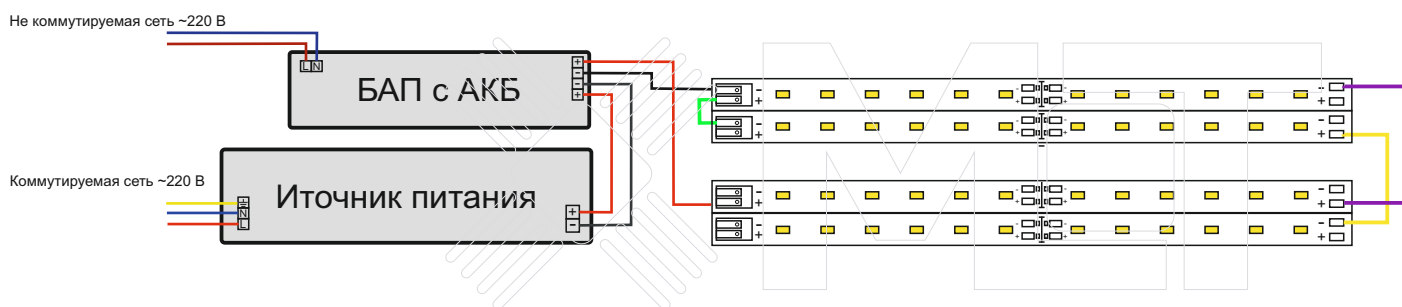 Не коммутируемая сеть ~220 В
L N
БАП с АКБ
+
-
-
+
Коммутируемая сеть ~220 В
Иточник питания
N
L
+
-
- + - + - + - +
- + - + - + - +
- + - + - + - +
- + - + - + - +